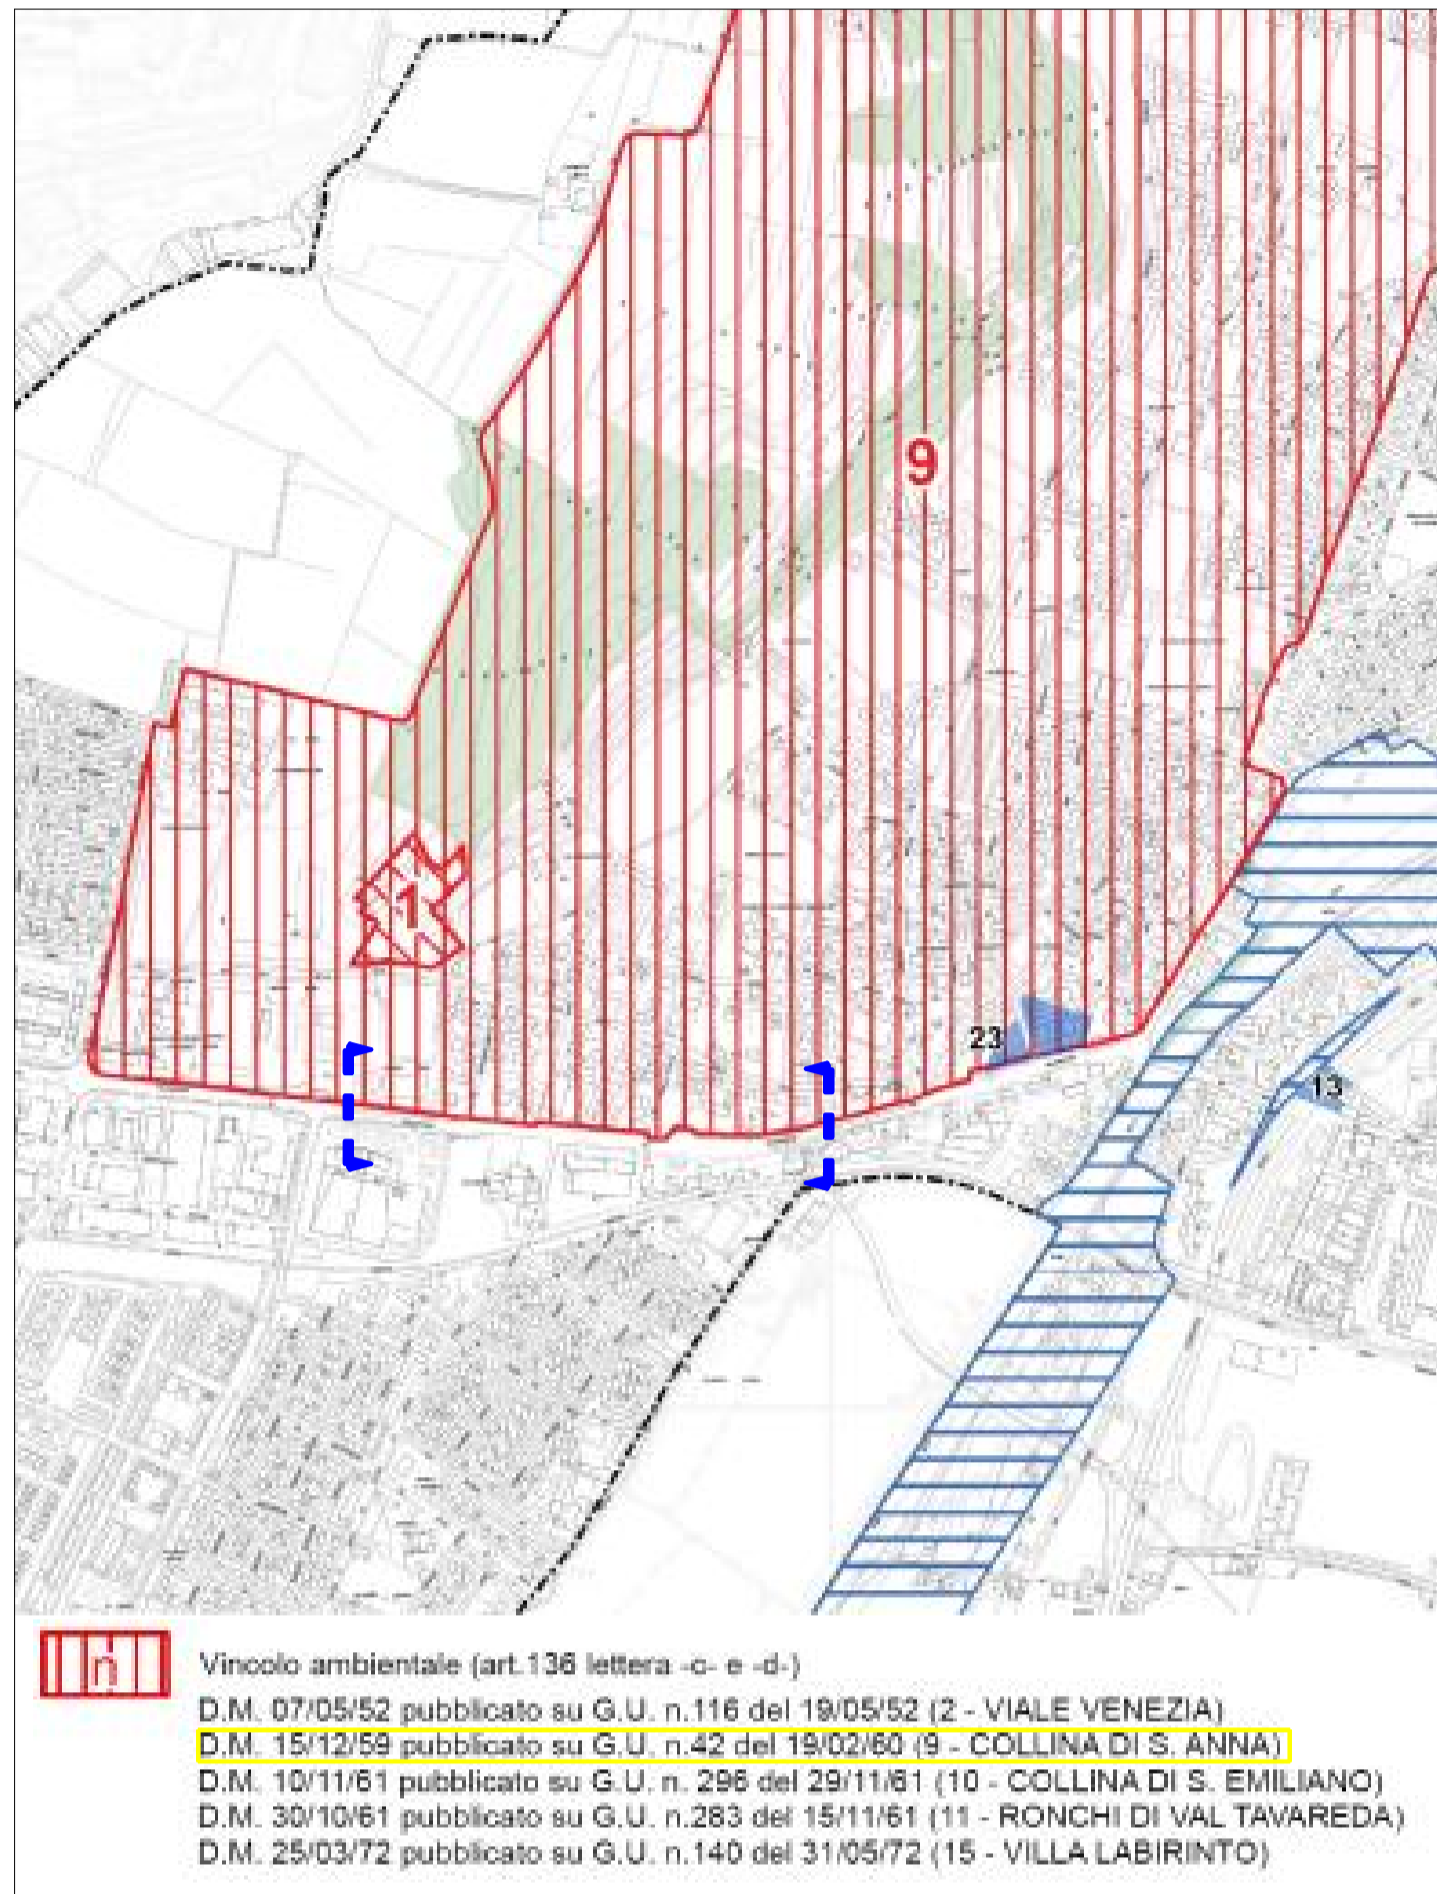 9
1
23
13
n
Vincolo ambientale (art.136 lettera -c- e -d-)
D.M. 07/05/52 pubblicato su G.U. n.116 del 19/05/52 (2 - VIALE VENEZIA)
D.M. 15/12/59 pubblicato su G.U. n.42 del 19/02/60 (9 - COLLINA DI S. ANNA)
D.M. 10/11/61 pubblicato su G.U. n. 296 del 29/11/61 (10 - COLLINA DI S. EMILIANO)
D.M. 30/10/61 pubblicato su G.U. n.283 del 15/11/61 (11 - RONCHI DI VAL TAVAREDA)
D.M. 25/03/72 pubblicato su G.U. n.140 del 31/05/72 (15 - VILLA LABIRINTO)